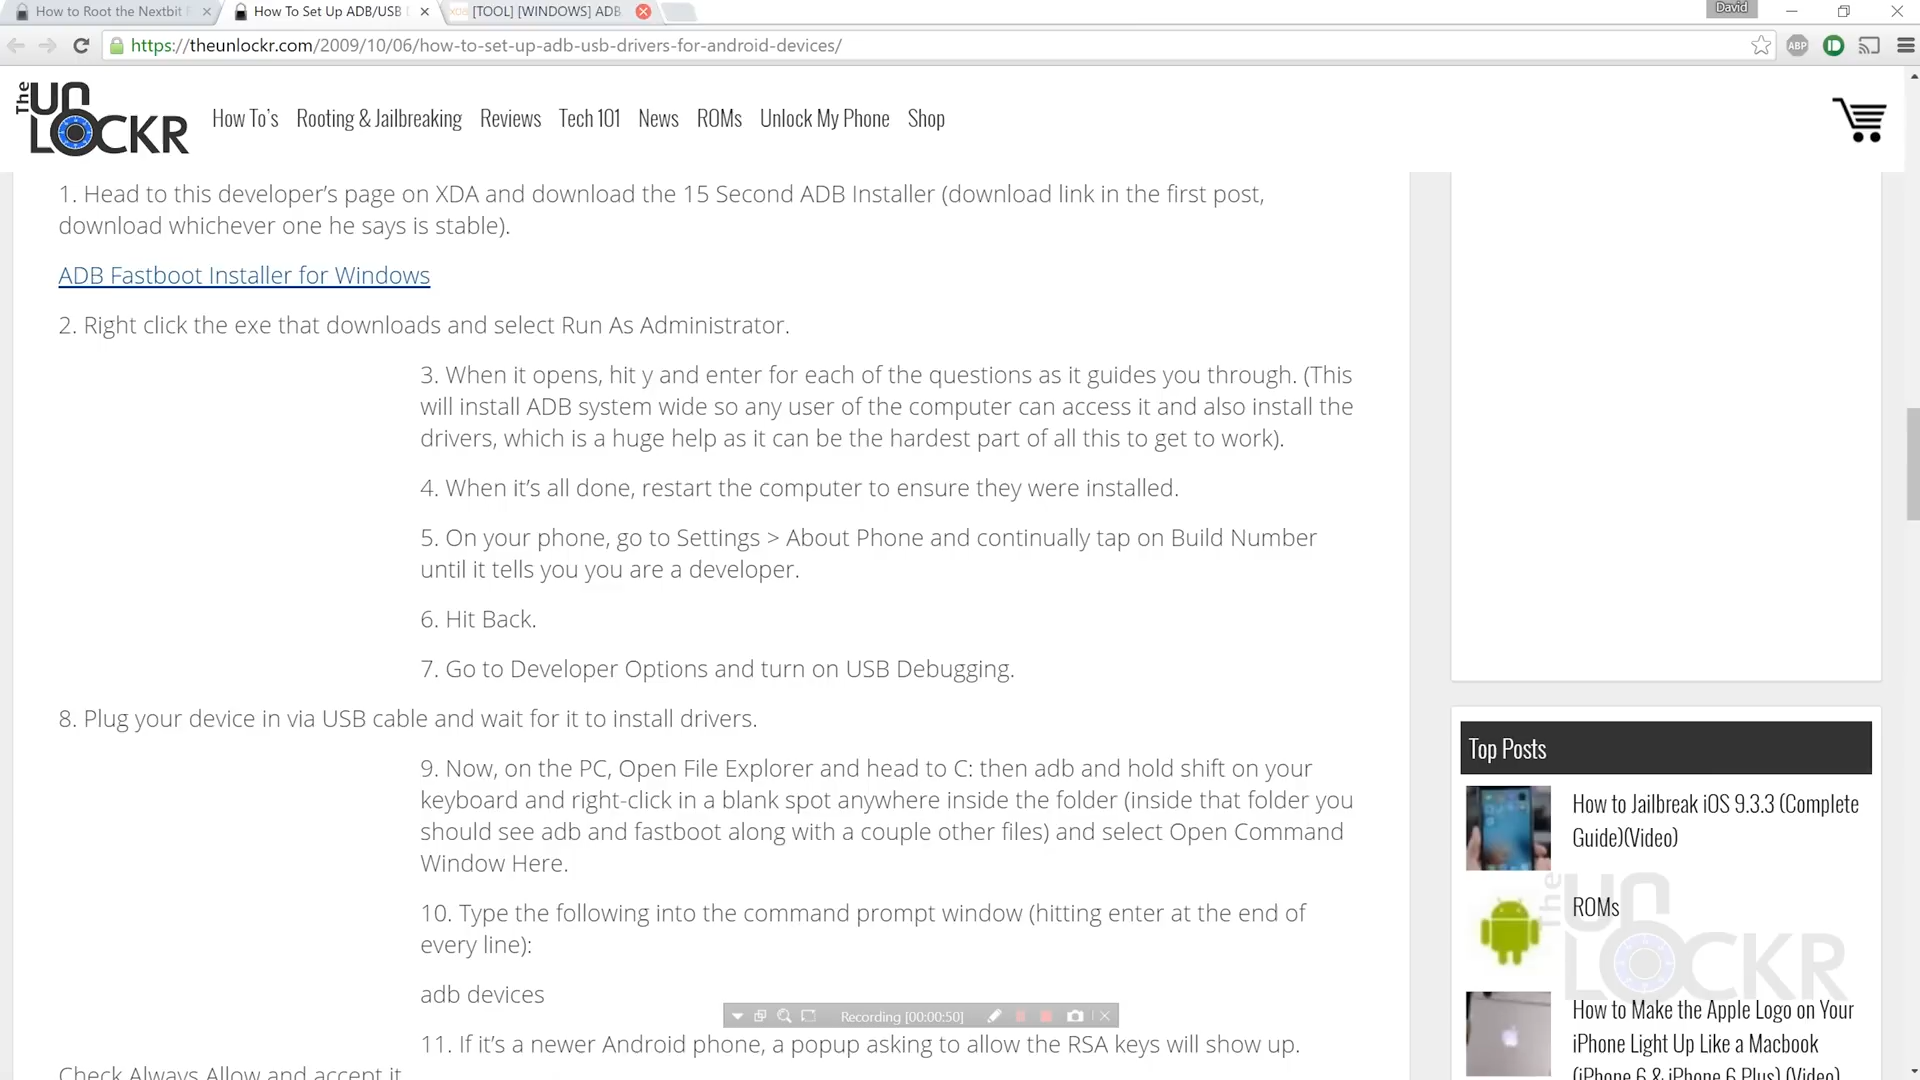 How to Root the Nextbit
How To Set Up ADB/USB
[TOOL] [WINDOWS] ADB
David
https://theunlockr.com/2009/10/06/how-to-set-up-adb-usb-drivers-for-android-devices/
ABP
The UNLOCKR
How To's Rooting & Jailbreaking Reviews Tech 101 News ROMs Unlock My Phone Shop
1. Head to this developer's page on XDA and download the 15 Second ADB Installer (download link in the first post,
download whichever one he says is stable).
ADB Fastboot Installer for Windows
2. Right click the exe that downloads and select Run As Administrator.
3. When it opens, hit y and enter for each of the questions as it guides you through. (This
will install ADB system wide so any user of the computer can access it and also install the
drivers, which is a huge help as it can be the hardest part of all this to get to work).
4. When it's all done, restart the computer to ensure they were installed.
5. On your phone, go to Settings > About Phone and continually tap on Build Number
until it tells you you are a developer.
6. Hit Back.
7. Go to Developer Options and turn on USB Debugging.
8. Plug your device in via USB cable and wait for it to install drivers.
9. Now, on the PC, Open File Explorer and head to C: then adb and hold shift on your
keyboard and right-click in a blank spot anywhere inside the folder (inside that folder you
should see adb and fastboot along with a couple other files) and select Open Command
Window Here.
10. Type the following into the command prompt window (hitting enter at the end of
every line):
adb devices
Recording [00:00:50]
11. If it's a newer Android phone, a popup asking to allow the RSA keys will show up.
Check Always Allow and accept it
Top Posts
How to Jailbreak iOS 9.3.3 (Complete
Guide)(Video)
ROMs
How to Make the Apple Logo on Your
iPhone Light Up Like a Macbook
(iPhone 6 & iPhone 6 Plus) (Video)
The UNLOCKR